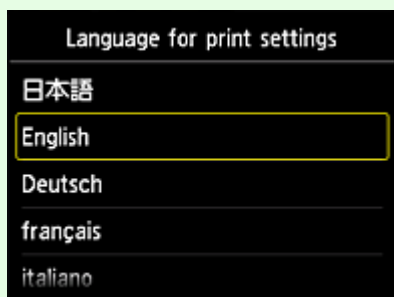 Language for print settings
日本語
English
Deutsch
français
italiano